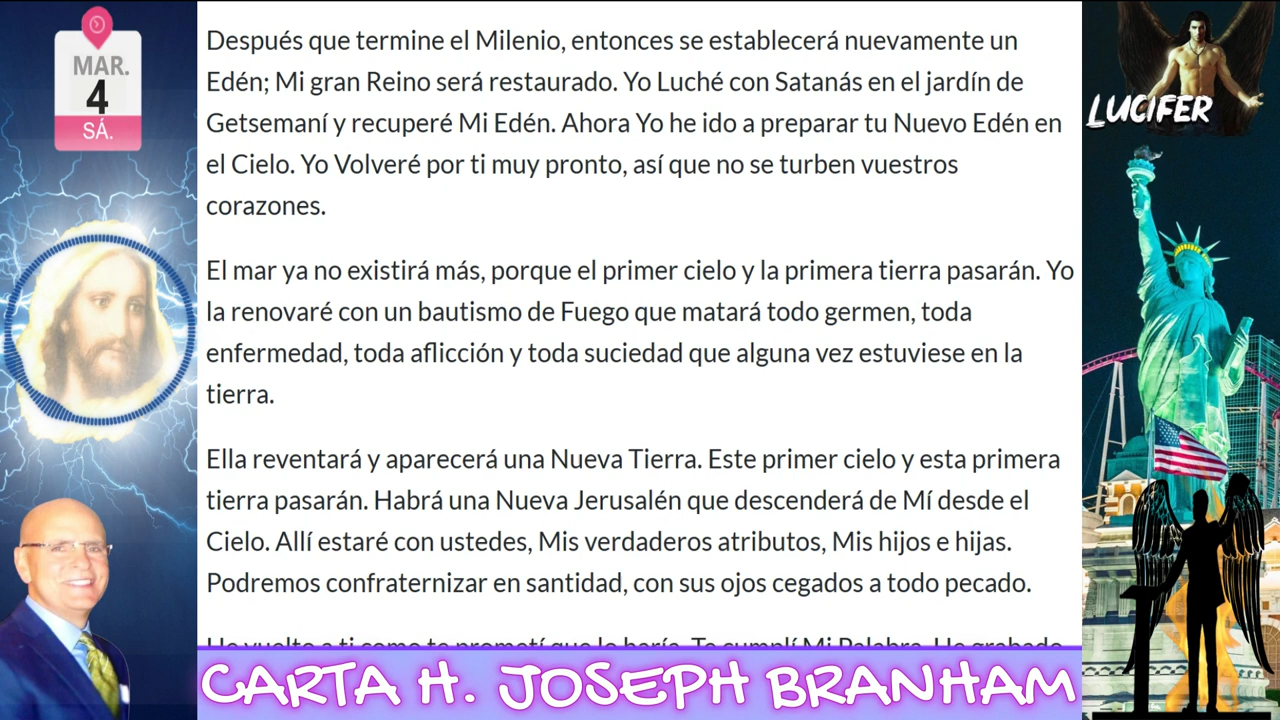 MAR.
4
SÁ.
Después que termine el Milenio, entonces se establecerá nuevamente un
Edén; Mi gran Reino será restaurado. Yo Luché con Satanás en el jardín de
Getsemaní y recuperé Mi Edén. Ahora Yo he ido a preparar tu Nuevo Edén en
el Cielo. Yo Volveré por ti muy pronto, así que no se turben vuestros
corazones.
El mar ya no existirá más, porque el primer cielo y la primera tierra pasarán. Yo
la renovaré con un bautismo de Fuego que matará todo germen, toda
enfermedad, toda aflicción y toda suciedad que alguna vez estuviese en la
tierra.
Ella reventará y aparecerá una Nueva Tierra. Este primer cielo y esta primera
tierra pasarán. Habrá una Nueva Jerusalén que descenderá de Mí desde el
Cielo. Allí estaré con ustedes, Mis verdaderos atributos, Mis hijos e hijas.
Podremos confraternizar en santidad, con sus ojos cegados a todo pecado.
CARTA H. JOSEPH BRANHAM
LUCIFER